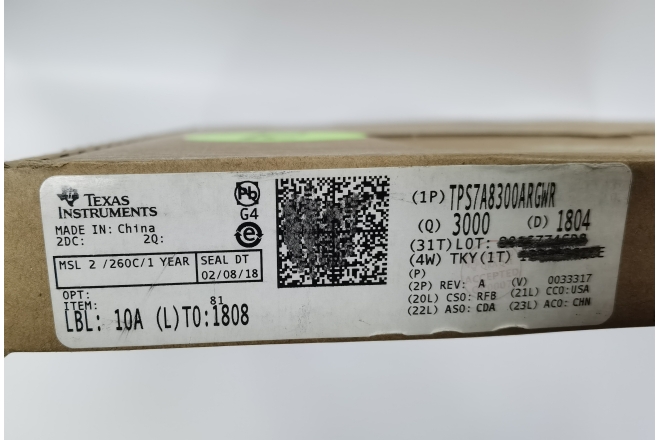 TEXAS
INSTRUMENTS
MADE IN: China
2DC: 2Q:
Pb
G4
e
MSL 2 /260C/1 YEAR
SEAL DT
02/08/18
OPT:
ITEM: 81
LBL: 10A (L)T0:1808
(1P) TPS7A8300ARGWR
(Q) 3000 (D) 1804
(31T)LOT:
(4W) TKY(1T)
(P)
ACCEPTED
(2P) REV: A (V) 0033317
(20L) CSO: RFB (21L) CCO:USA
(22L) ASO: CDA (23L) ACO: CHN